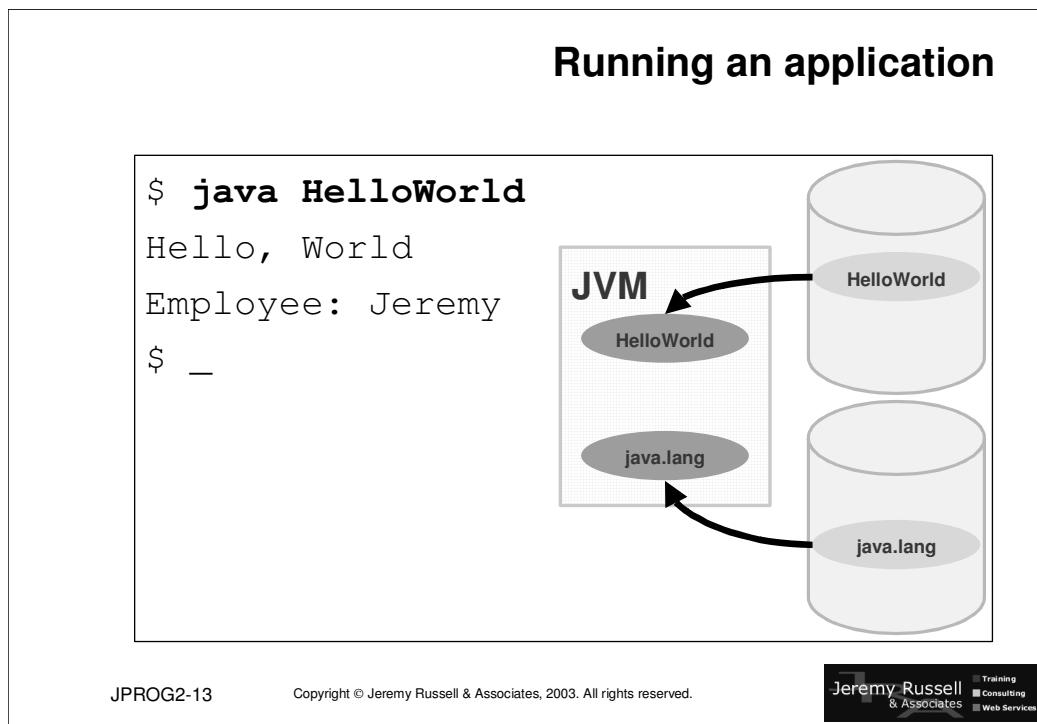 Running an application
$ java HelloWorld
Hello, World
Employee: Jeremy
$ _
JVM
HelloWorld
java.lang
HelloWorld
java.lang
JPROG2-13
Copyright © Jeremy Russell & Associates, 2003. All rights reserved.
Jeremy Russell
& Associates
Training
Consulting
Web Services